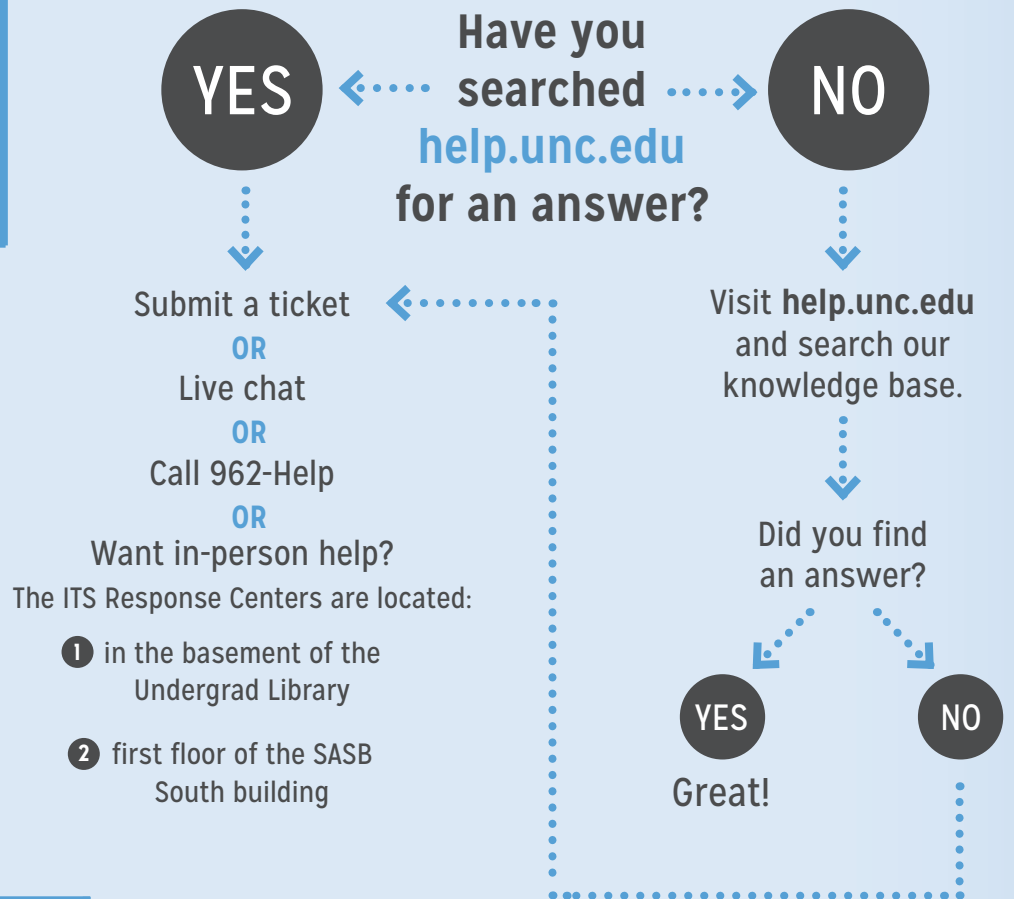 Have you
searched
help.unc.edu
for an answer?
YES
Submit a ticket
OR
Live chat
OR
Call 962-Help
OR
Want in-person help?
The ITS Response Centers are located:
1 in the basement of the
Undergrad Library
2 first floor of the SASB
South building
NO
Visit help.unc.edu
and search our
knowledge base.
Did you find
an answer?
YES
Great!
NO